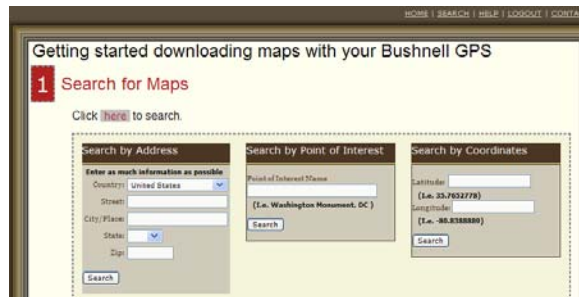 HOME | SEARCH | HELP | LOGOUT | CONTA
Getting started downloading maps with your Bushnell GPS
1 Search for Maps
Click here to search.
Search by Address
Enter as much information as possible
Country: United States
Street:
City/Place:
State:
Zip:
Search
Search by Point of Interest
Point of Interest Name
(I.e. Washington Monument, DC )
Search
Search by Coordinates
Latitude:
(I.e. 35.7652778)
Longitude:
(I.e. -80.8388889)
Search